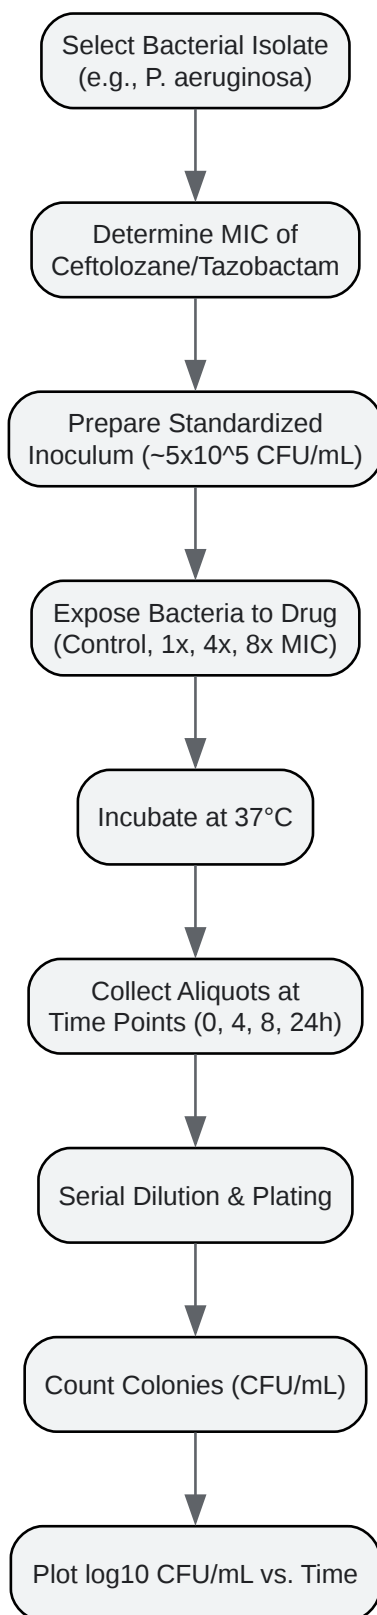 Select Bacterial Isolate
(e.g., P. aeruginosa)
Determine MIC of
Ceftolozane/Tazobactam
Prepare Standardized
Inoculum (~5x10^5 CFU/mL)
Expose Bacteria to Drug
(Control, 1x, 4x, 8x MIC)
Incubate at 37°C
Collect Aliquots at
Time Points (0, 4, 8, 24h)
Serial Dilution & Plating
Count Colonies (CFU/mL)
Plot log10 CFU/mL vs. Time